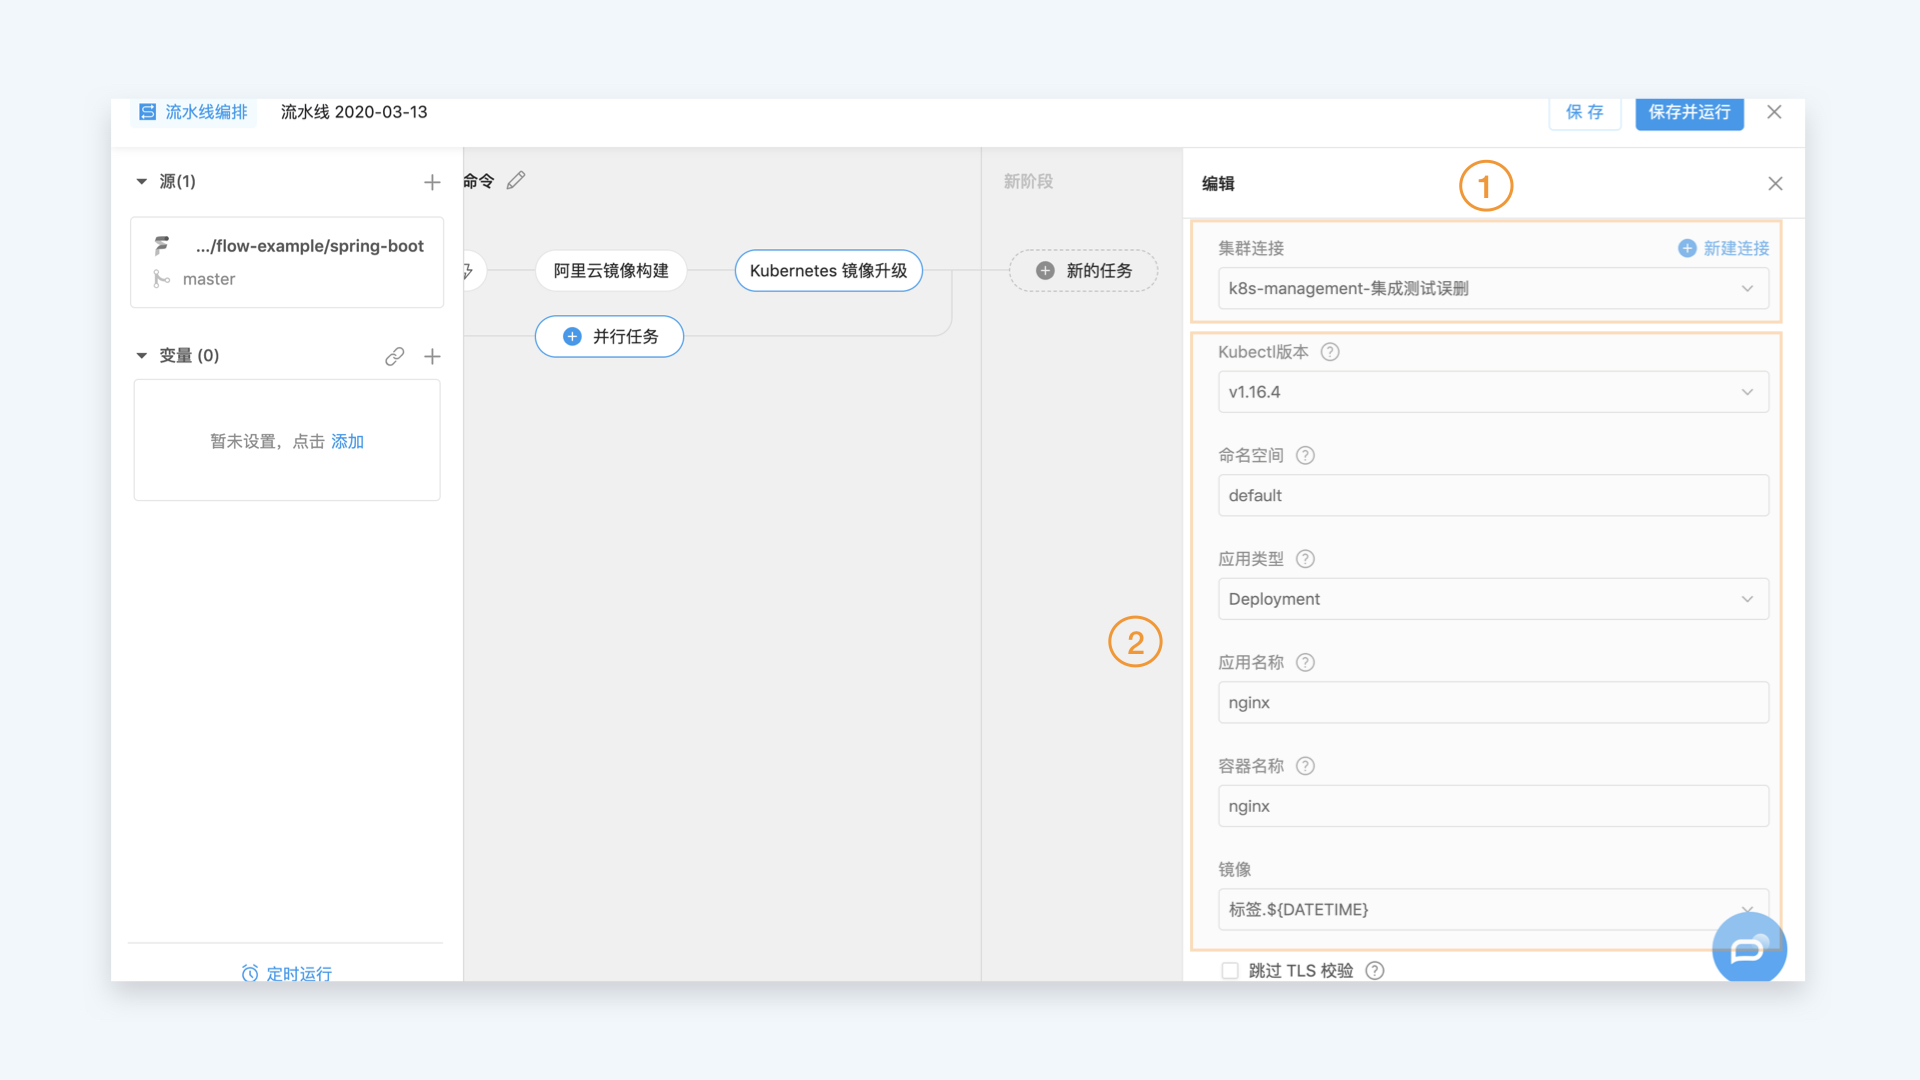 流水线编排
流水线 2020-03-13
保 存
保存并运行
源(1)
.../flow-example/spring-boot
master
变量 (0)
暂未设置，点击 添加
定时运行
命令
新阶段
阿里云镜像构建
Kubernetes 镜像升级
新的任务
并行任务
编辑
1
集群连接
新建连接
k8s-management-集成测试误删
2
Kubectl版本
v1.16.4
命名空间
default
应用类型
Deployment
应用名称
nginx
容器名称
nginx
镜像
标签.${DATETIME}
跳过 TLS 校验